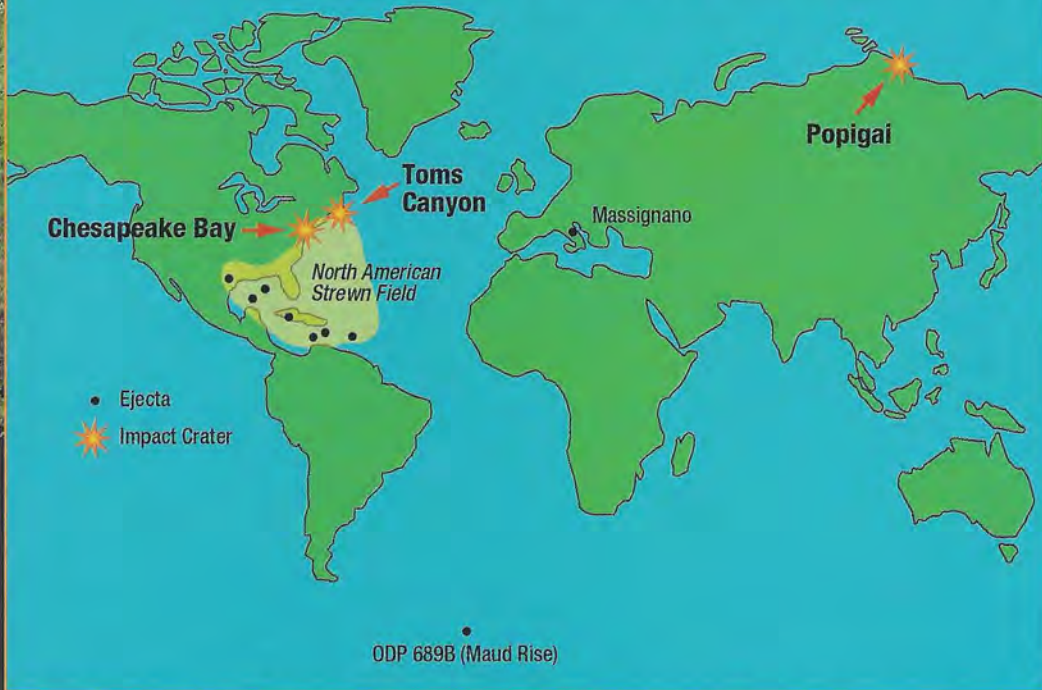 Popigai
Toms
Canyon
Chesapeake Bay
Massignano
North American
Strewn Field
Ejecta
Impact Crater
ODP 689B (Maud Rise)